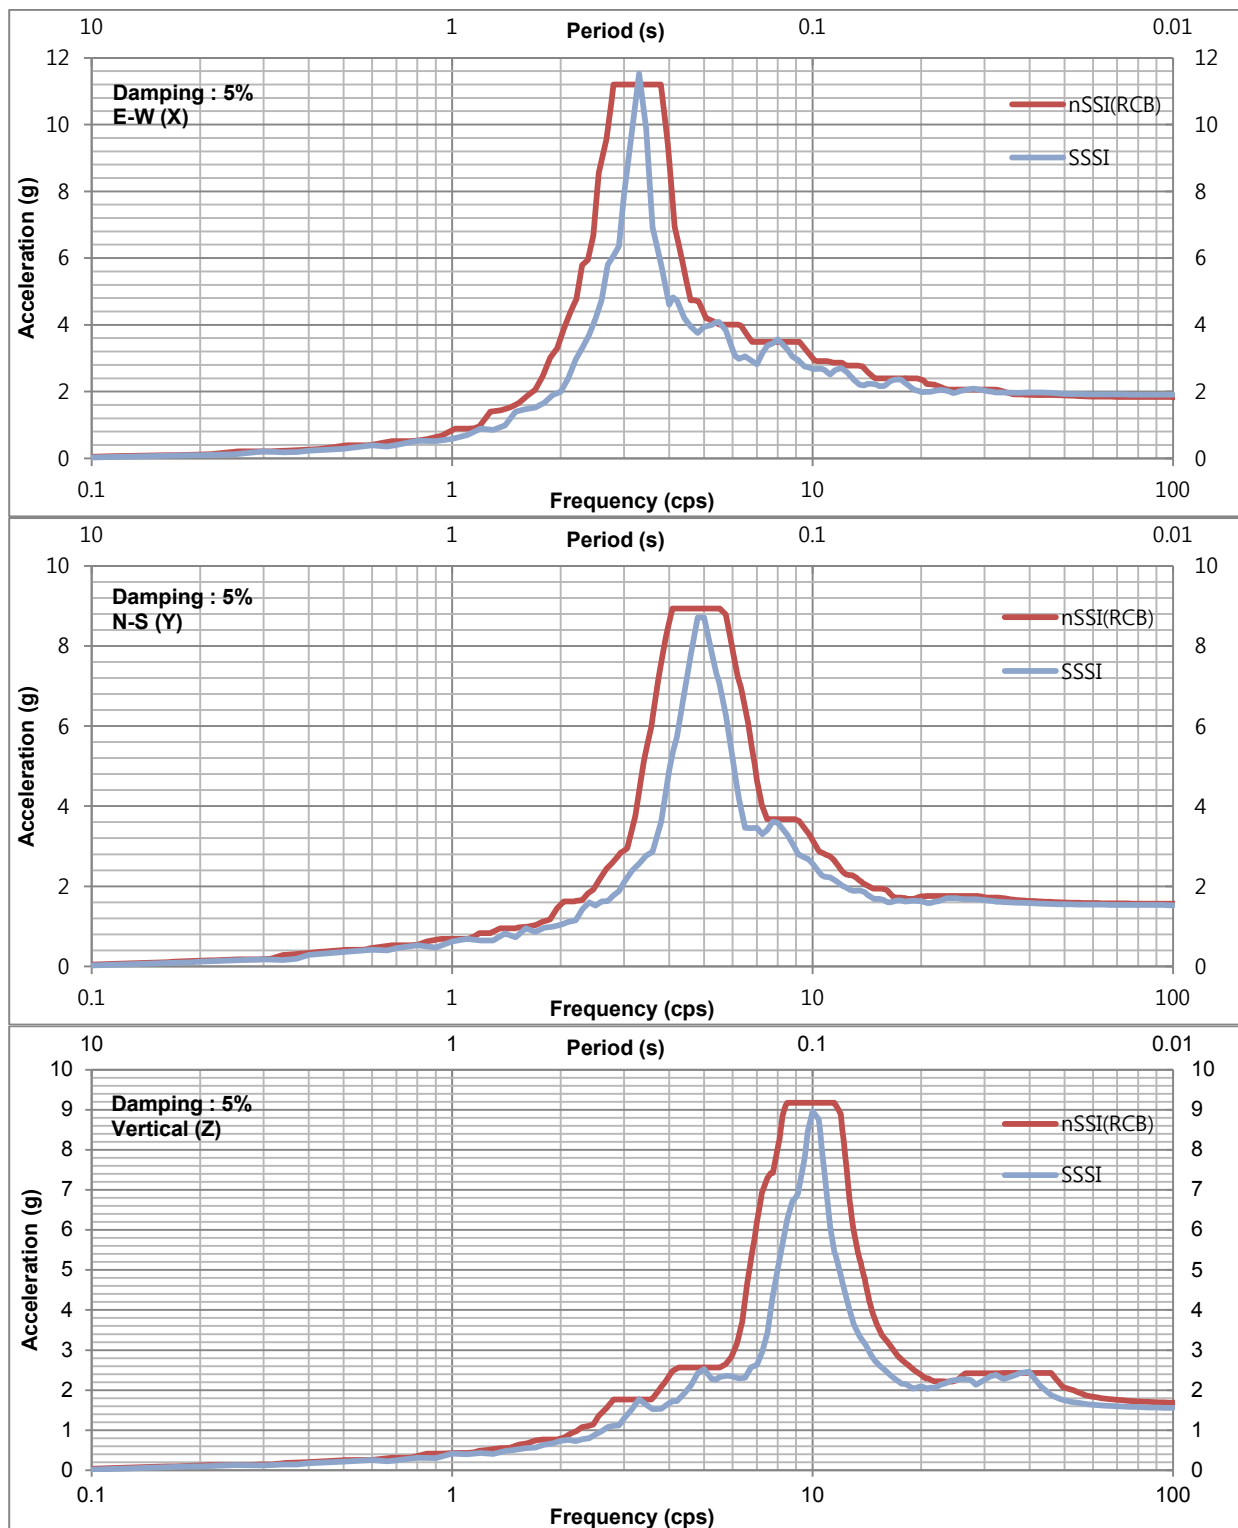 10 1 Period (s) 0.1 0.01
12 12
Damping : 5%
E-W (X)
nSSI(RCB)
10 10
SSSI
8 8
Acceleration (g)
6 6
4 4
2 2
0 0
0.1 1 10 100
Frequency (cps)
10 1 Period (s) 0.1 0.01
10 10
Damping : 5%
N-S (Y)
nSSI(RCB)
8 8
SSSI
Acceleration (g)
6 6
4 4
2 2
0 0
0.1 1 10 100
Frequency (cps)
10 1 Period (s) 0.1 0.01
10 10
Damping : 5%
Vertical (Z)
9 9
nSSI(RCB)
8 8
SSSI
7 7
6 6
Acceleration (g)
5 5
4 4
3 3
2 2
1 1
0 0
0.1 1 10 100
Frequency (cps)